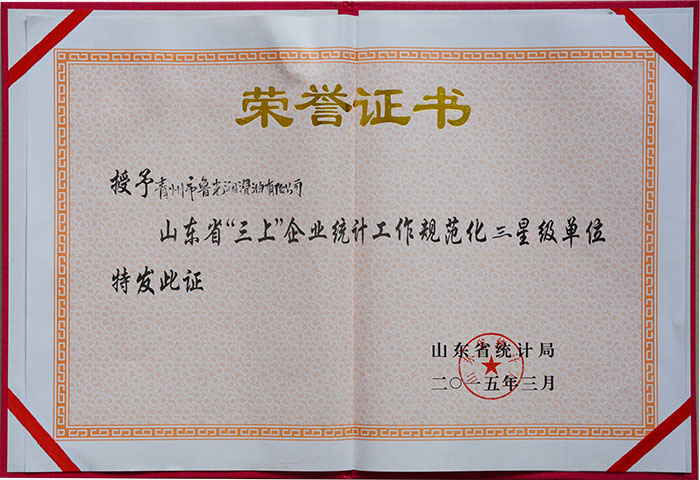 荣誉证书
授予青州市鲁光润滑油有限公司
山东省“三上”企业统计工作规范化三星级单位
特发此证
山东省统计局
二〇一五年三月